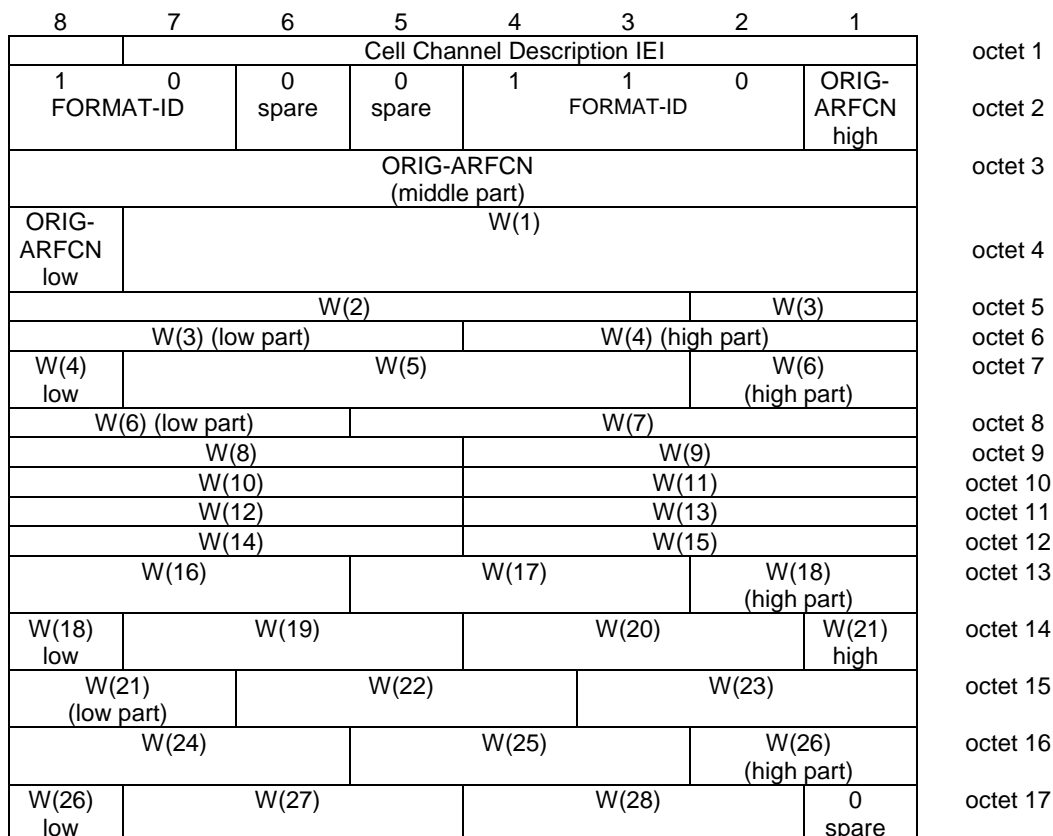 8 7 6 5 4 3 2 1
Cell Channel Description IEI octet 1
1 0 0 0 1 1 0 ORIG-
FORMAT-ID spare spare FORMAT-ID ARFCN octet 2
high
ORIG-ARFCN octet 3
(middle part)
ORIG- W(1)
ARFCN octet 4
low
W(2) W(3) octet 5
W(3) (low part) W(4) (high part) octet 6
W(4) W(5) W(6) octet 7
low (high part)
W(6) (low part) W(7) octet 8
W(8) W(9) octet 9
W(10) W(11) octet 10
W(12) W(13) octet 11
W(14) W(15) octet 12
W(16) W(17) W(18) octet 13
(high part)
W(18) W(19) W(20) W(21) octet 14
low high
W(21) W(22) W(23) octet 15
(low part)
W(24) W(25) W(26) octet 16
(high part)
W(26) W(27) W(28) 0 octet 17
low spare